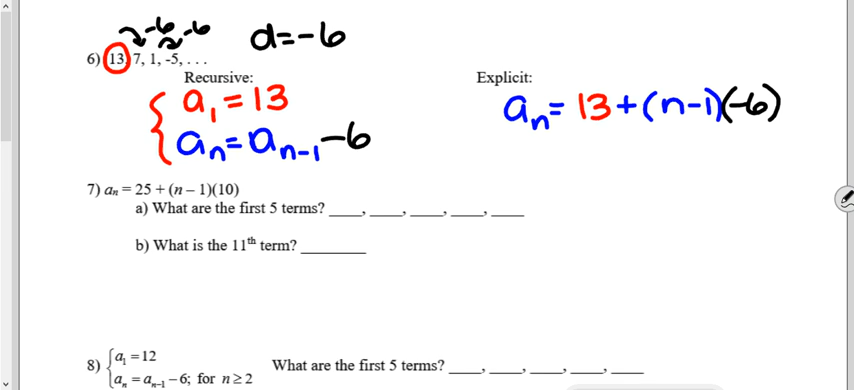 -6 -6 d=-6
6) 13, 7, 1, -5, . . .
Recursive: Explicit:
a₁ = 13
aₙ = aₙ₋₁ -6 aₙ = 13 + (n-1)(-6)
7) aₙ = 25 + (n – 1)(10)
a) What are the first 5 terms? ____, ____, ____, ____, ____
b) What is the 11ᵗʰ term? ________
8) { a₁ = 12 What are the first 5 terms? ____, ____, ____, ____, ____
aₙ = aₙ₋₁ – 6; for n ≥ 2